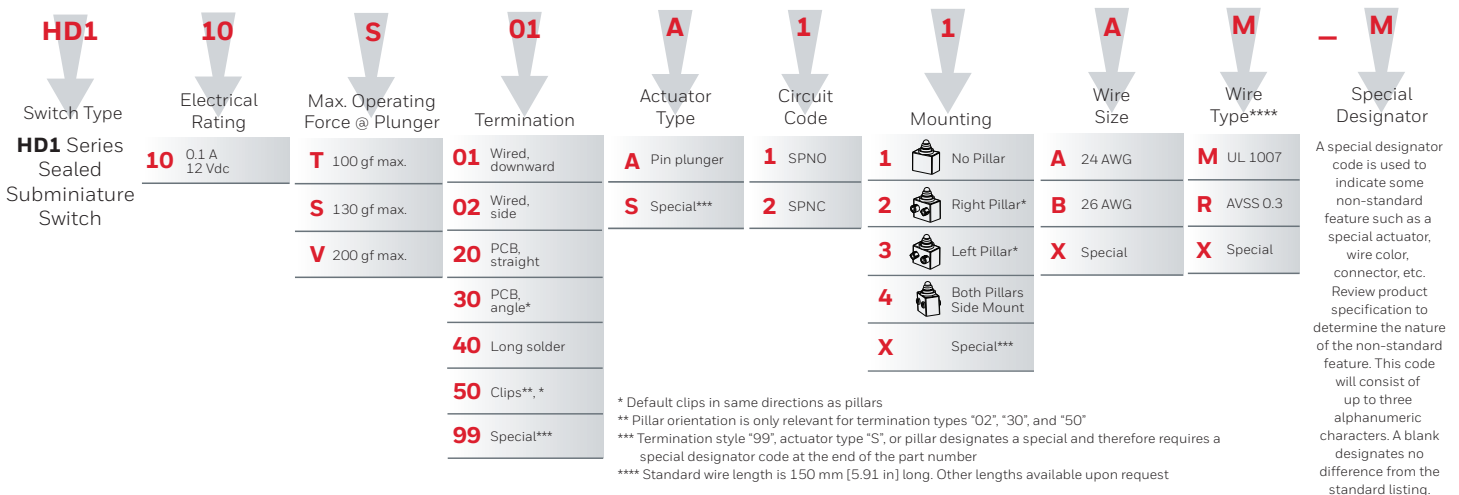 HD1 10 S 01 A 1 1 A M _ M
Switch Type
HD1 Series
Sealed
Subminiature
Switch
Electrical
Rating
10 0.1 A
12 Vdc
Max. Operating
Force @ Plunger
T 100 gf max.
S 130 gf max.
V 200 gf max.
Termination
01 Wired,
downward
02 Wired,
side
20 PCB,
straight
30 PCB,
angle*
40 Long solder
50 Clips**, *
99 Special***
Actuator
Type
A Pin plunger
S Special***
Circuit
Code
1 SPNO
2 SPNC
Mounting
1 No Pillar
2 Right Pillar*
3 Left Pillar*
4 Both Pillars
Side Mount
X Special***
Wire
Size
A 24 AWG
B 26 AWG
X Special
Wire
Type****
M UL 1007
R AVSS 0.3
X Special
Special
Designator
A special designator
code is used to
indicate some
non-standard
feature such as a
special actuator,
wire color,
connector, etc.
Review product
specification to
determine the nature
of the non-standard
feature. This code
will consist of
up to three
alphanumeric
characters. A blank
designates no
difference from the
standard listing.
* Default clips in same directions as pillars
** Pillar orientation is only relevant for termination types “02”, “30”, and “50”
*** Termination style “99”, actuator type “S”, or pillar designates a special and therefore requires a
special designator code at the end of the part number
**** Standard wire length is 150 mm [5.91 in] long. Other lengths available upon request